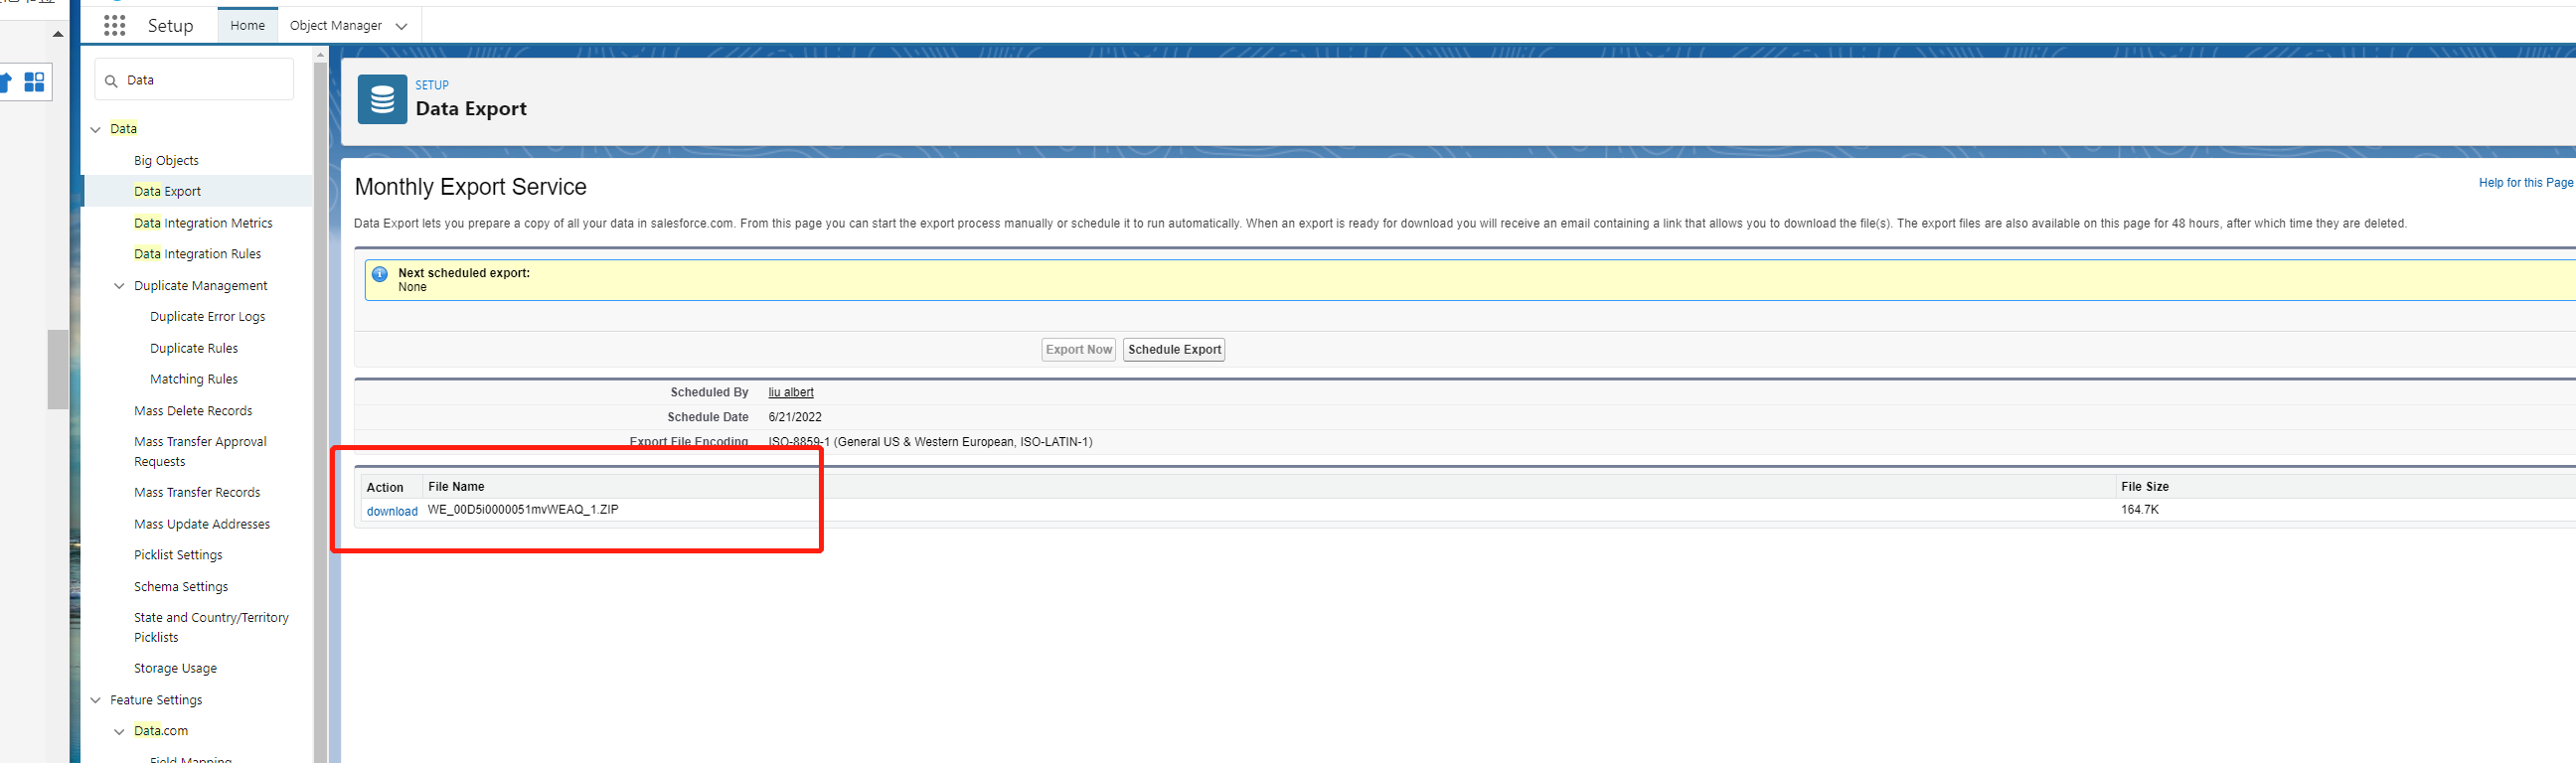 Setup
Home
Object Manager
Data
Data
Big Objects
Data Export
Data Integration Metrics
Data Integration Rules
Duplicate Management
Duplicate Error Logs
Duplicate Rules
Matching Rules
Mass Delete Records
Mass Transfer Approval
Requests
Mass Transfer Records
Mass Update Addresses
Picklist Settings
Schema Settings
State and Country/Territory
Picklists
Storage Usage
Feature Settings
Data.com
Field Mapping
SETUP
Data Export
Monthly Export Service
Help for this Page
Data Export lets you prepare a copy of all your data in salesforce.com. From this page you can start the export process manually or schedule it to run automatically. When an export is ready for download you will receive an email containing a link that allows you to download the file(s). The export files are also available on this page for 48 hours, after which time they are deleted.
Next scheduled export:
None
Export Now Schedule Export
Scheduled By liu albert
Schedule Date 6/21/2022
Export File Encoding ISO-8859-1 (General US & Western European, ISO-LATIN-1)
Action File Name File Size
download WE_00D5i0000051mvWEAQ_1.ZIP 164.7K